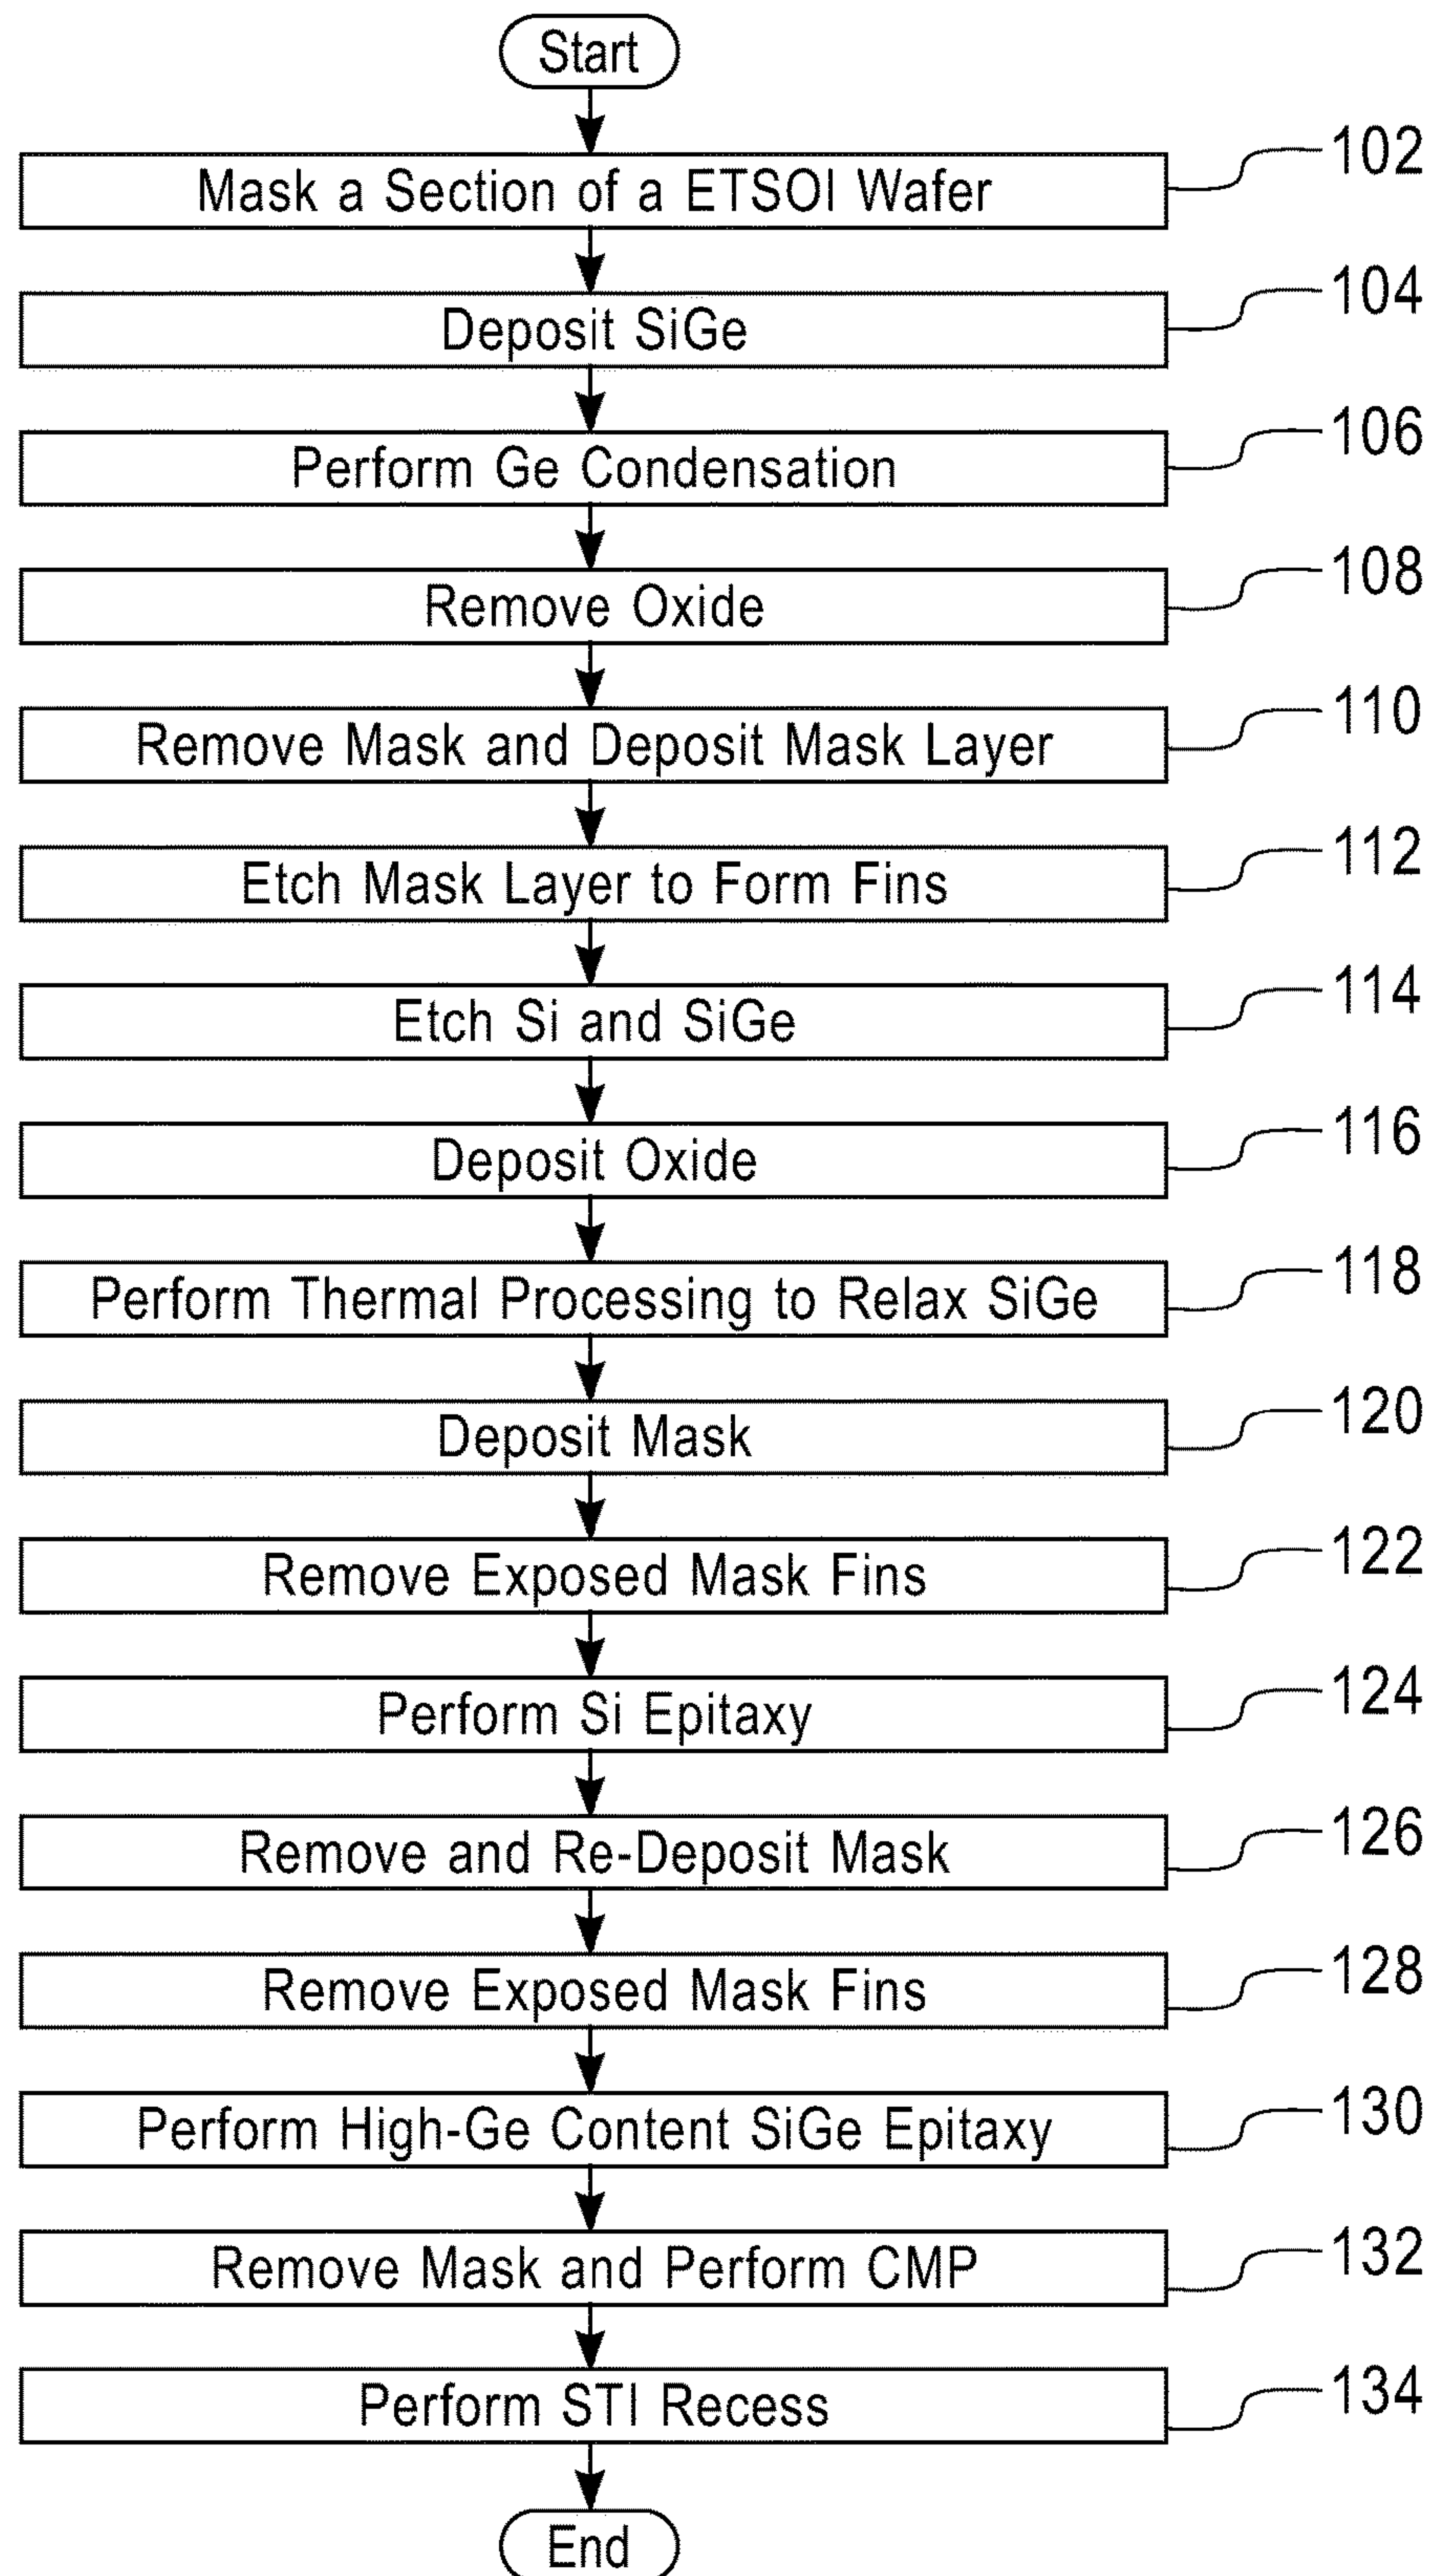 Start
Mask a Section of a ETSOI Wafer 102
Deposit SiGe 104
Perform Ge Condensation 106
Remove Oxide 108
Remove Mask and Deposit Mask Layer 110
Etch Mask Layer to Form Fins 112
Etch Si and SiGe 114
Deposit Oxide 116
Perform Thermal Processing to Relax SiGe 118
Deposit Mask 120
Remove Exposed Mask Fins 122
Perform Si Epitaxy 124
Remove and Re-Deposit Mask 126
Remove Exposed Mask Fins 128
Perform High-Ge Content SiGe Epitaxy 130
Remove Mask and Perform CMP 132
Perform STI Recess 134
End